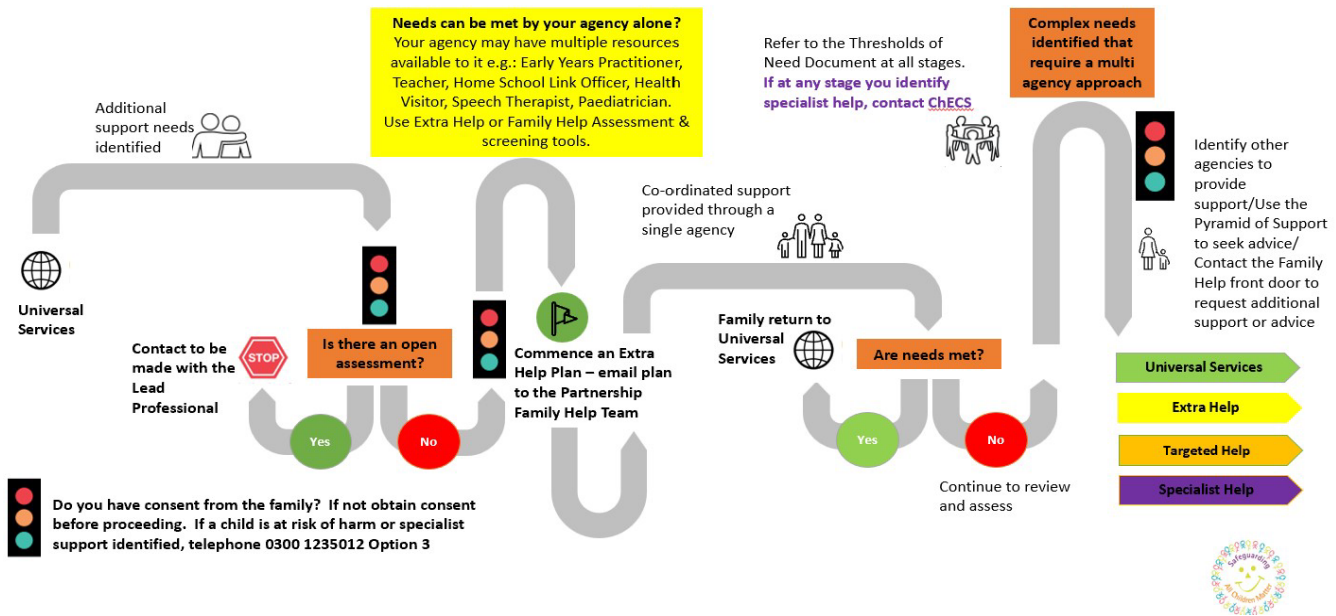 Additional
support needs
identified
Universal
Services
Contact to be
made with the
Lead
Professional
STOP
Is there an open
assessment?
Yes
No
Needs can be met by your agency alone?
Your agency may have multiple resources
available to it e.g.: Early Years Practitioner,
Teacher, Home School Link Officer, Health
Visitor, Speech Therapist, Paediatrician.
Use Extra Help or Family Help Assessment &
screening tools.
Commence an Extra
Help Plan – email plan
to the Partnership
Family Help Team
Co-ordinated support
provided through a
single agency
Family return to
Universal
Services
Are needs met?
Yes
No
Continue to review
and assess
Refer to the Thresholds of
Need Document at all stages.
If at any stage you identify
specialist help, contact ChECS
Complex needs
identified that
require a multi
agency approach
Identify other
agencies to
provide
support/Use the
Pyramid of Support
to seek advice/
Contact the Family
Help front door to
request additional
support or advice
Universal Services
Extra Help
Targeted Help
Specialist Help
Do you have consent from the family? If not obtain consent
before proceeding. If a child is at risk of harm or specialist
support identified, telephone 0300 1235012 Option 3
Safeguarding
All Children Matter